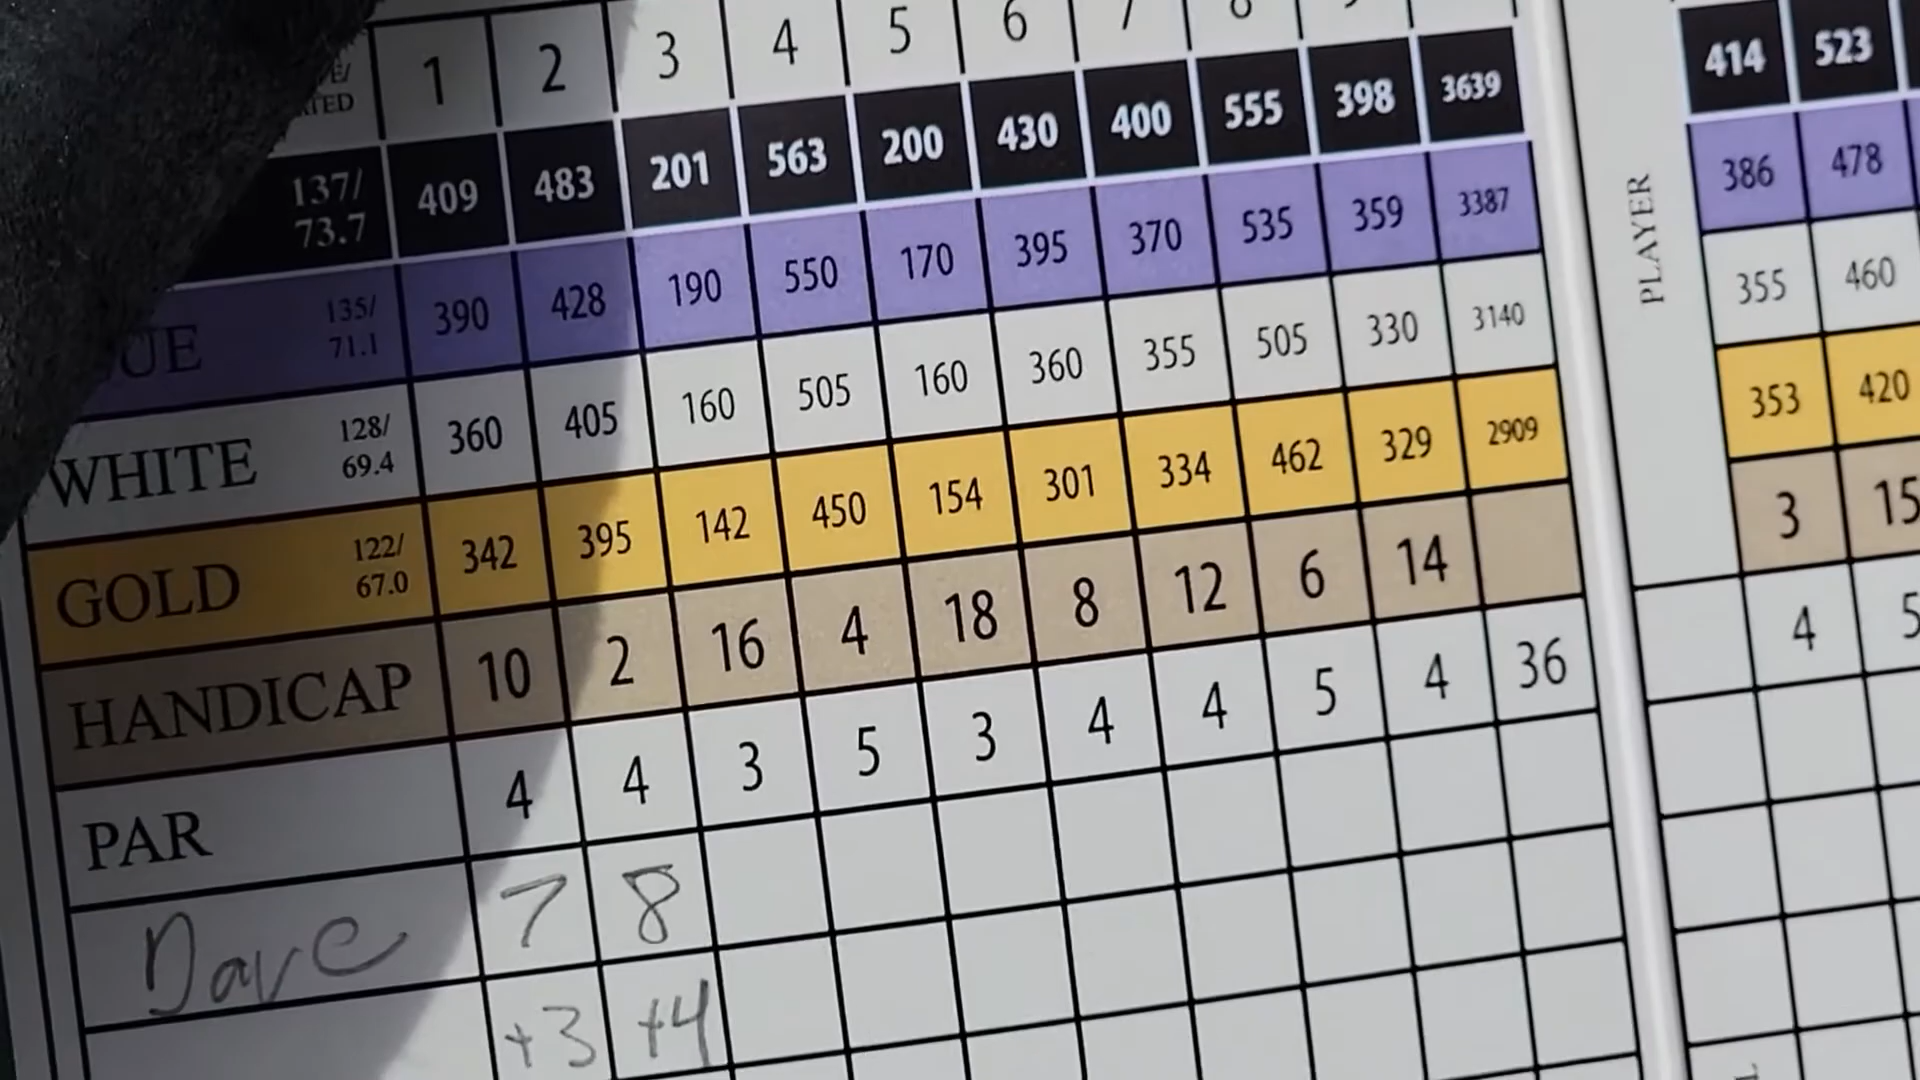 1 2 3 4 5 6 7 8
TED
137/ 409 483 201 563 200 430 400 555 398 3639
73.7
UE 135/ 390 428 190 550 170 395 370 535 359 3387
71.1
WHITE 128/ 360 405 160 505 160 360 355 505 330 3140
69.4
GOLD 122/ 342 395 142 450 154 301 334 462 329 2909
67.0
HANDICAP 10 2 16 4 18 8 12 6 14
PAR 4 4 3 5 3 4 4 5 4 36
Dave 7 8
+3 +4
PLAYER
414 523
386 478
355 460
353 420
3 15
4 5